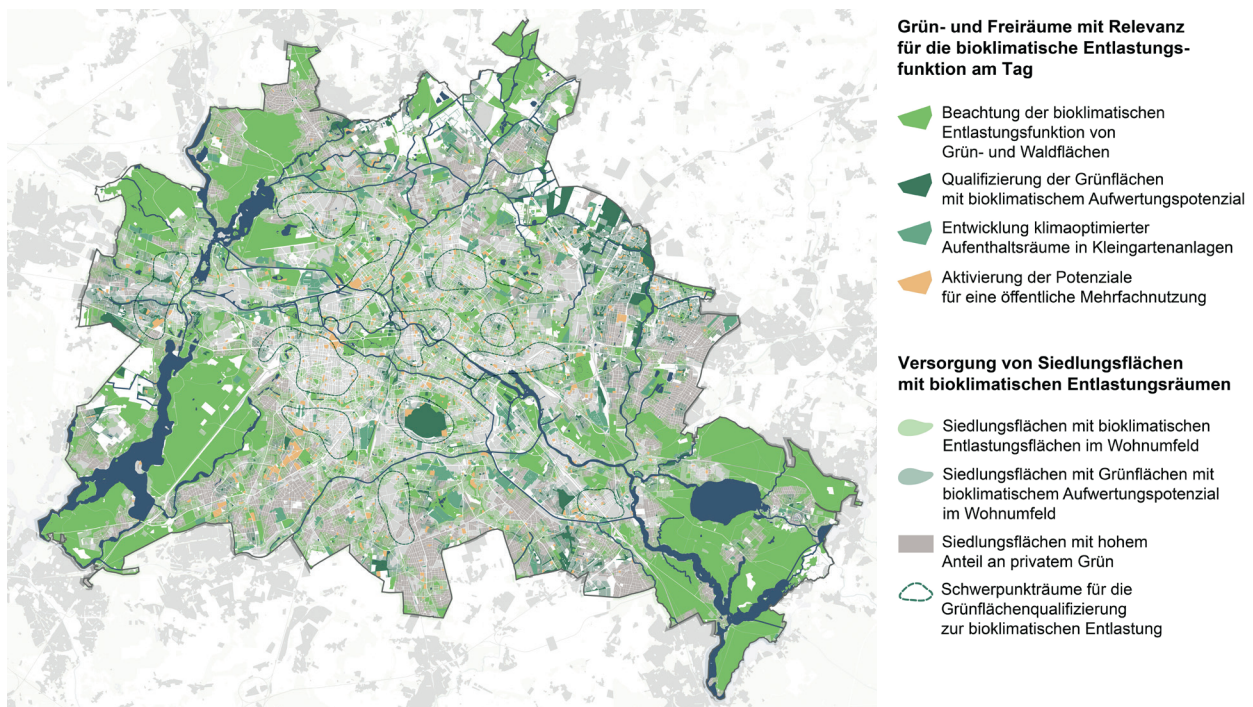 Grün- und Freiräume mit Relevanz
für die bioklimatische Entlastungs-
funktion am Tag
Beachtung der bioklimatischen
Entlastungsfunktion von
Grün- und Waldflächen
Qualifizierung der Grünflächen
mit bioklimatischem Aufwertungspotenzial
Entwicklung klimaoptimierter
Aufenthaltsräume in Kleingartenanlagen
Aktivierung der Potenziale
für eine öffentliche Mehrfachnutzung
Versorgung von Siedlungsflächen
mit bioklimatischen Entlastungsräumen
Siedlungsflächen mit bioklimatischen
Entlastungsflächen im Wohnumfeld
Siedlungsflächen mit Grünflächen mit
bioklimatischem Aufwertungspotenzial
im Wohnumfeld
Siedlungsflächen mit hohem
Anteil an privatem Grün
Schwerpunkträume für die
Grünflächenqualifizierung
zur bioklimatischen Entlastung